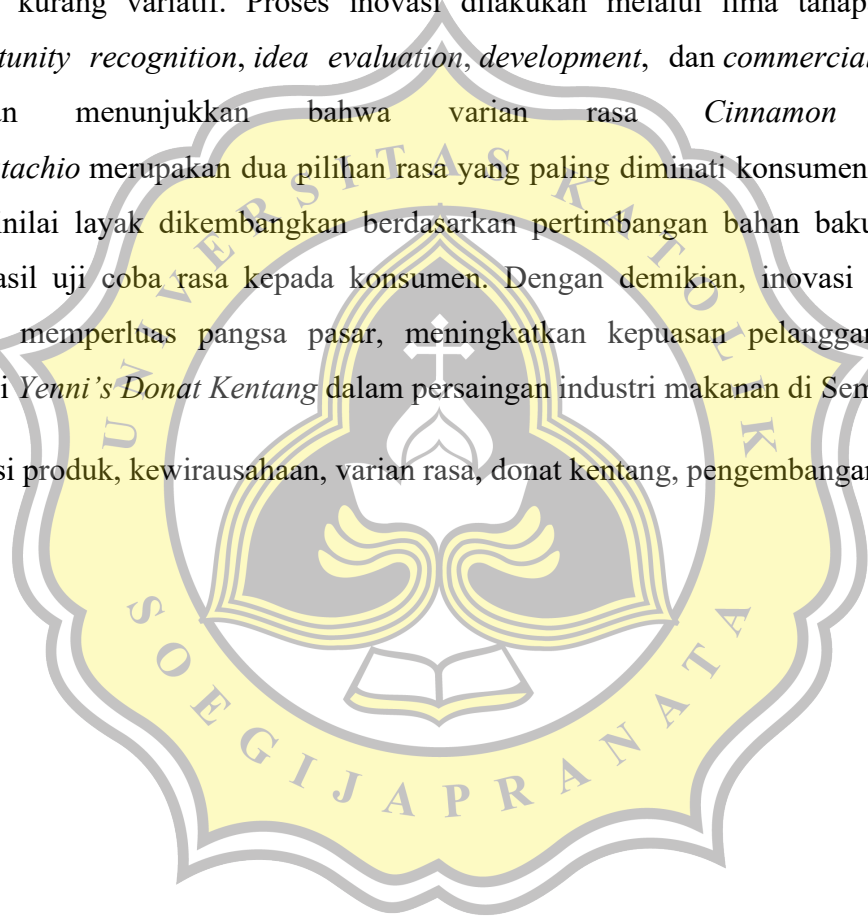 kurang variatif. Proses inovasi dilakukan melalui lima tahap
tunity recognition, idea evaluation, development, dan commercial
n menunjukkan bahwa varian rasa Cinnamon
tachio merupakan dua pilihan rasa yang paling diminati konsumen
nilai layak dikembangkan berdasarkan pertimbangan bahan baku
asil uji coba rasa kepada konsumen. Dengan demikian, inovasi
memperluas pangsa pasar, meningkatkan kepuasan pelanggan
i Yenni’s Donat Kentang dalam persaingan industri makanan di Sem
si produk, kewirausahaan, varian rasa, donat kentang, pengembangan
UNIVERSITAS KATOLIK
SOEGIJAPRANATA